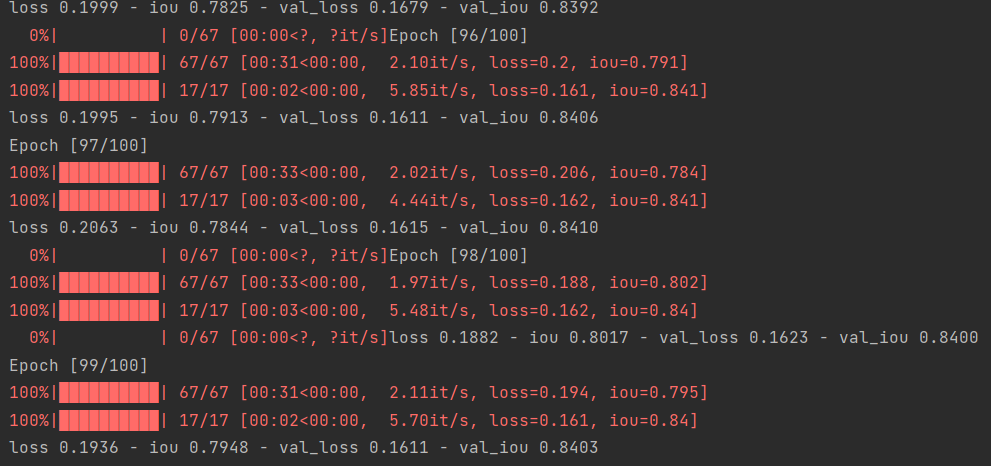 loss 0.1999 - iou 0.7825 - val_loss 0.1679 - val_iou 0.8392
0%| | 0/67 [00:00<?, ?it/s]Epoch [96/100]
100%|██████████| 67/67 [00:31<00:00, 2.10it/s, loss=0.2, iou=0.791]
100%|██████████| 17/17 [00:02<00:00, 5.85it/s, loss=0.161, iou=0.841]
loss 0.1995 - iou 0.7913 - val_loss 0.1611 - val_iou 0.8406
Epoch [97/100]
100%|██████████| 67/67 [00:33<00:00, 2.02it/s, loss=0.206, iou=0.784]
100%|██████████| 17/17 [00:03<00:00, 4.44it/s, loss=0.162, iou=0.841]
loss 0.2063 - iou 0.7844 - val_loss 0.1615 - val_iou 0.8410
0%| | 0/67 [00:00<?, ?it/s]Epoch [98/100]
100%|██████████| 67/67 [00:33<00:00, 1.97it/s, loss=0.188, iou=0.802]
100%|██████████| 17/17 [00:03<00:00, 5.48it/s, loss=0.162, iou=0.84]
0%| | 0/67 [00:00<?, ?it/s]loss 0.1882 - iou 0.8017 - val_loss 0.1623 - val_iou 0.8400
Epoch [99/100]
100%|██████████| 67/67 [00:31<00:00, 2.11it/s, loss=0.194, iou=0.795]
100%|██████████| 17/17 [00:02<00:00, 5.70it/s, loss=0.161, iou=0.84]
loss 0.1936 - iou 0.7948 - val_loss 0.1611 - val_iou 0.8403